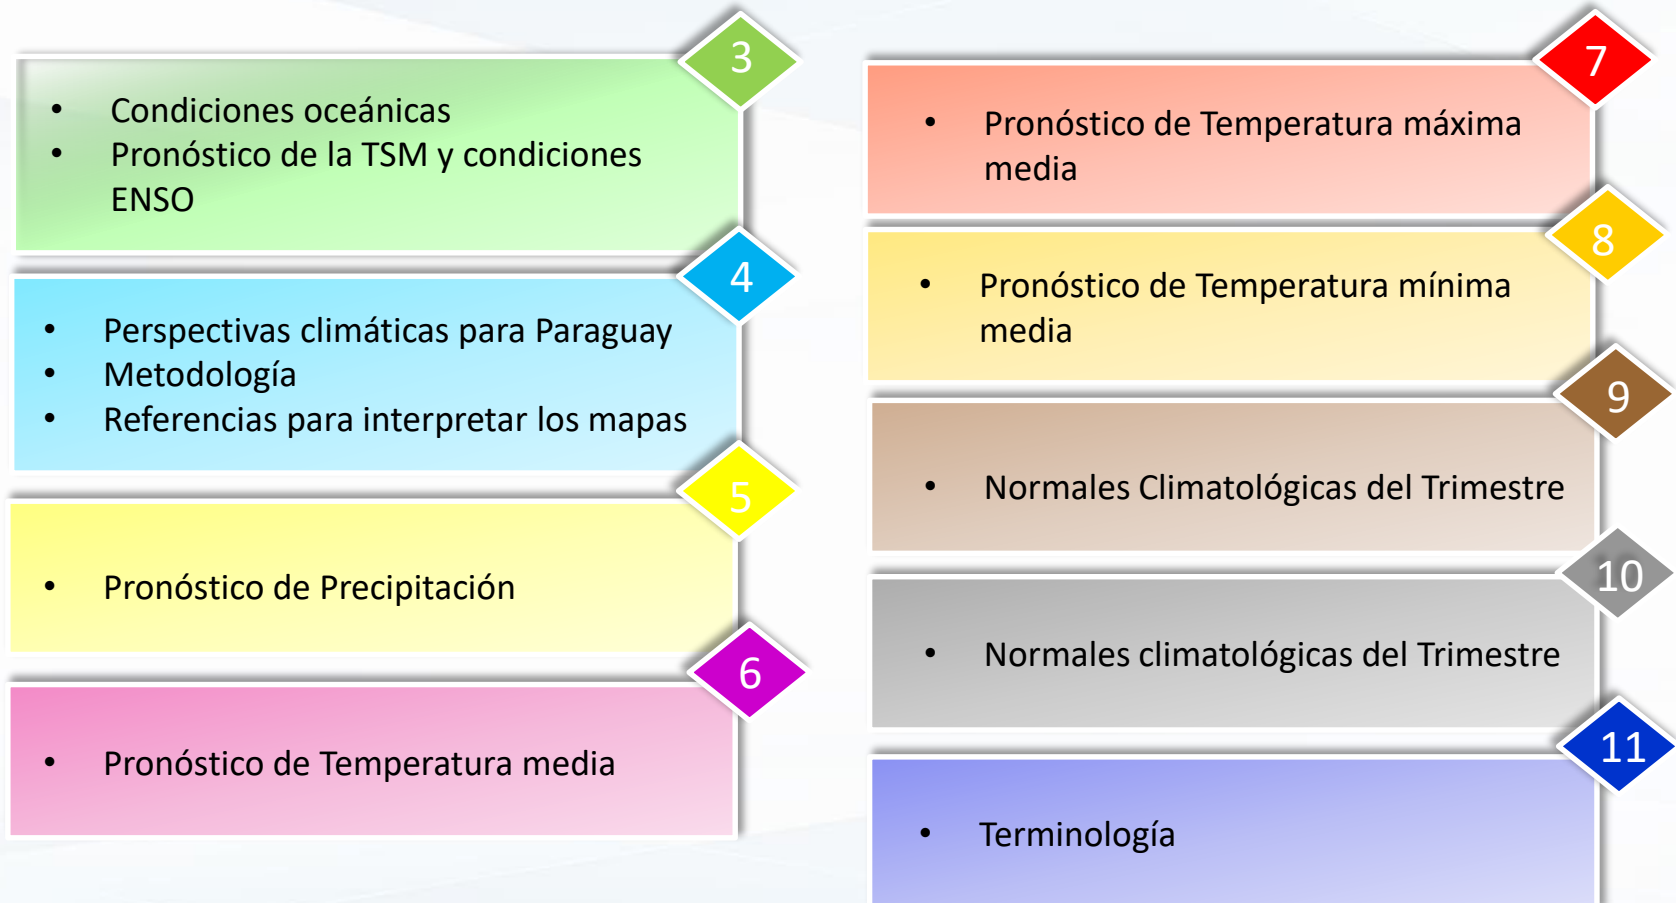 3
• Condiciones oceánicas
• Pronóstico de la TSM y condiciones
ENSO
4
• Perspectivas climáticas para Paraguay
• Metodología
• Referencias para interpretar los mapas
5
• Pronóstico de Precipitación
6
• Pronóstico de Temperatura media
7
• Pronóstico de Temperatura máxima
media
8
• Pronóstico de Temperatura mínima
media
9
• Normales Climatológicas del Trimestre
10
• Normales climatológicas del Trimestre
11
• Terminología